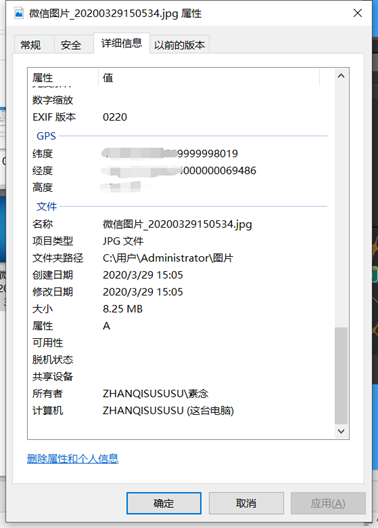 微信图片_20200329150534.jpg 属性
常规 安全 详细信息 以前的版本
属性 值
数字缩放
EXIF 版本 0220
GPS
纬度 9999998019
经度 4000000069486
高度
文件
名称 微信图片_20200329150534.jpg
项目类型 JPG 文件
文件夹路径 C:\用户\Administrator\图片
创建日期 2020/3/29 15:05
修改日期 2020/3/29 15:05
大小 8.25 MB
属性 A
可用性
脱机状态
共享设备
所有者 ZHANQISUSUSU\素念
计算机 ZHANQISUSUSU (这台电脑)
删除属性和个人信息
确定 取消 应用(A)